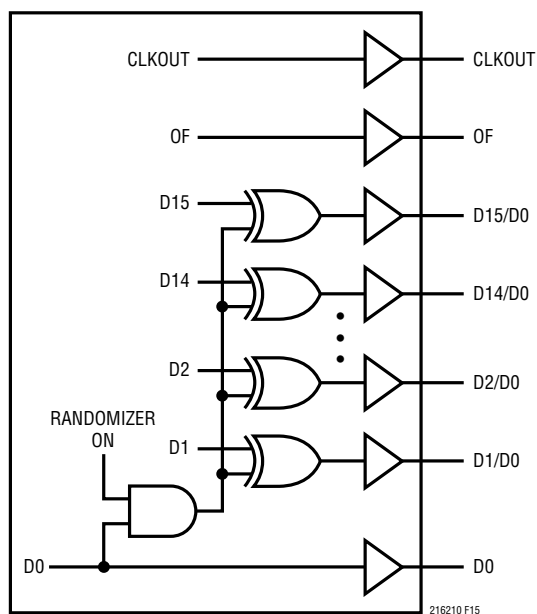 CLKOUT CLKOUT
OF OF
D15 D15/D0
D14 D14/D0
D2 D2/D0
RANDOMIZER
ON
D1 D1/D0
D0 D0
216210 F15